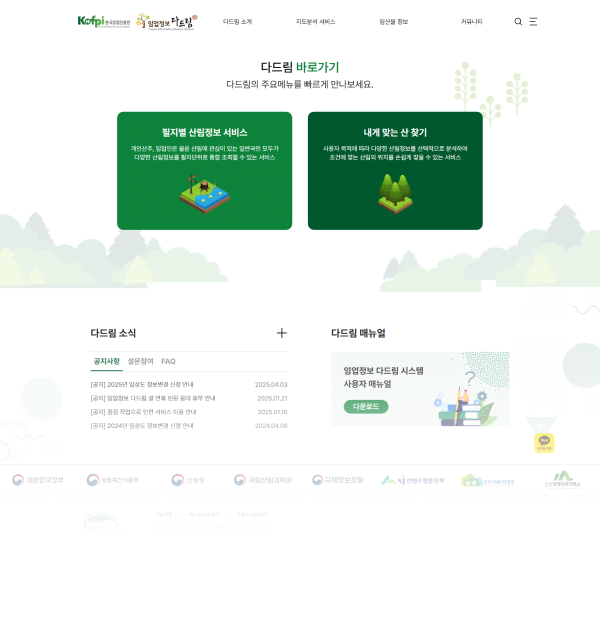 Kofpi 한국임업진흥원 임업정보 다드림
다드림 소개 지도분석 서비스 임산물 정보 커뮤니티
다드림 바로가기
다드림의 주요메뉴를 빠르게 만나보세요.
필지별 산림정보 서비스
개인산주, 임업인은 물론 산림에 관심이 있는 일반국민 모두가
다양한 산림정보를 필지단위로 통합 조회할 수 있는 서비스
내게 맞는 산 찾기
사용자 목적에 따라 다양한 산림정보를 선택적으로 분석하여
조건에 맞는 산림의 위치를 손쉽게 찾을 수 있는 서비스
다드림 소식
공지사항 설문참여 FAQ
[공지] 2025년 임상도 정보변경 신청 안내 2025.04.03
[공지] 임업정보 다드림 설 연휴 민원 응대 휴무 안내 2025.01.21
[공지] 점검 작업으로 인한 서비스 이용 안내 2025.01.16
[공지] 2024년 임상도 정보변경 신청 안내 2024.04.08
다드림 매뉴얼
임업정보 다드림 시스템
사용자 매뉴얼
다운로드
대한민국정부 농림축산식품부 산림청 국립산림과학원 규제정보포털 산림조합중앙회